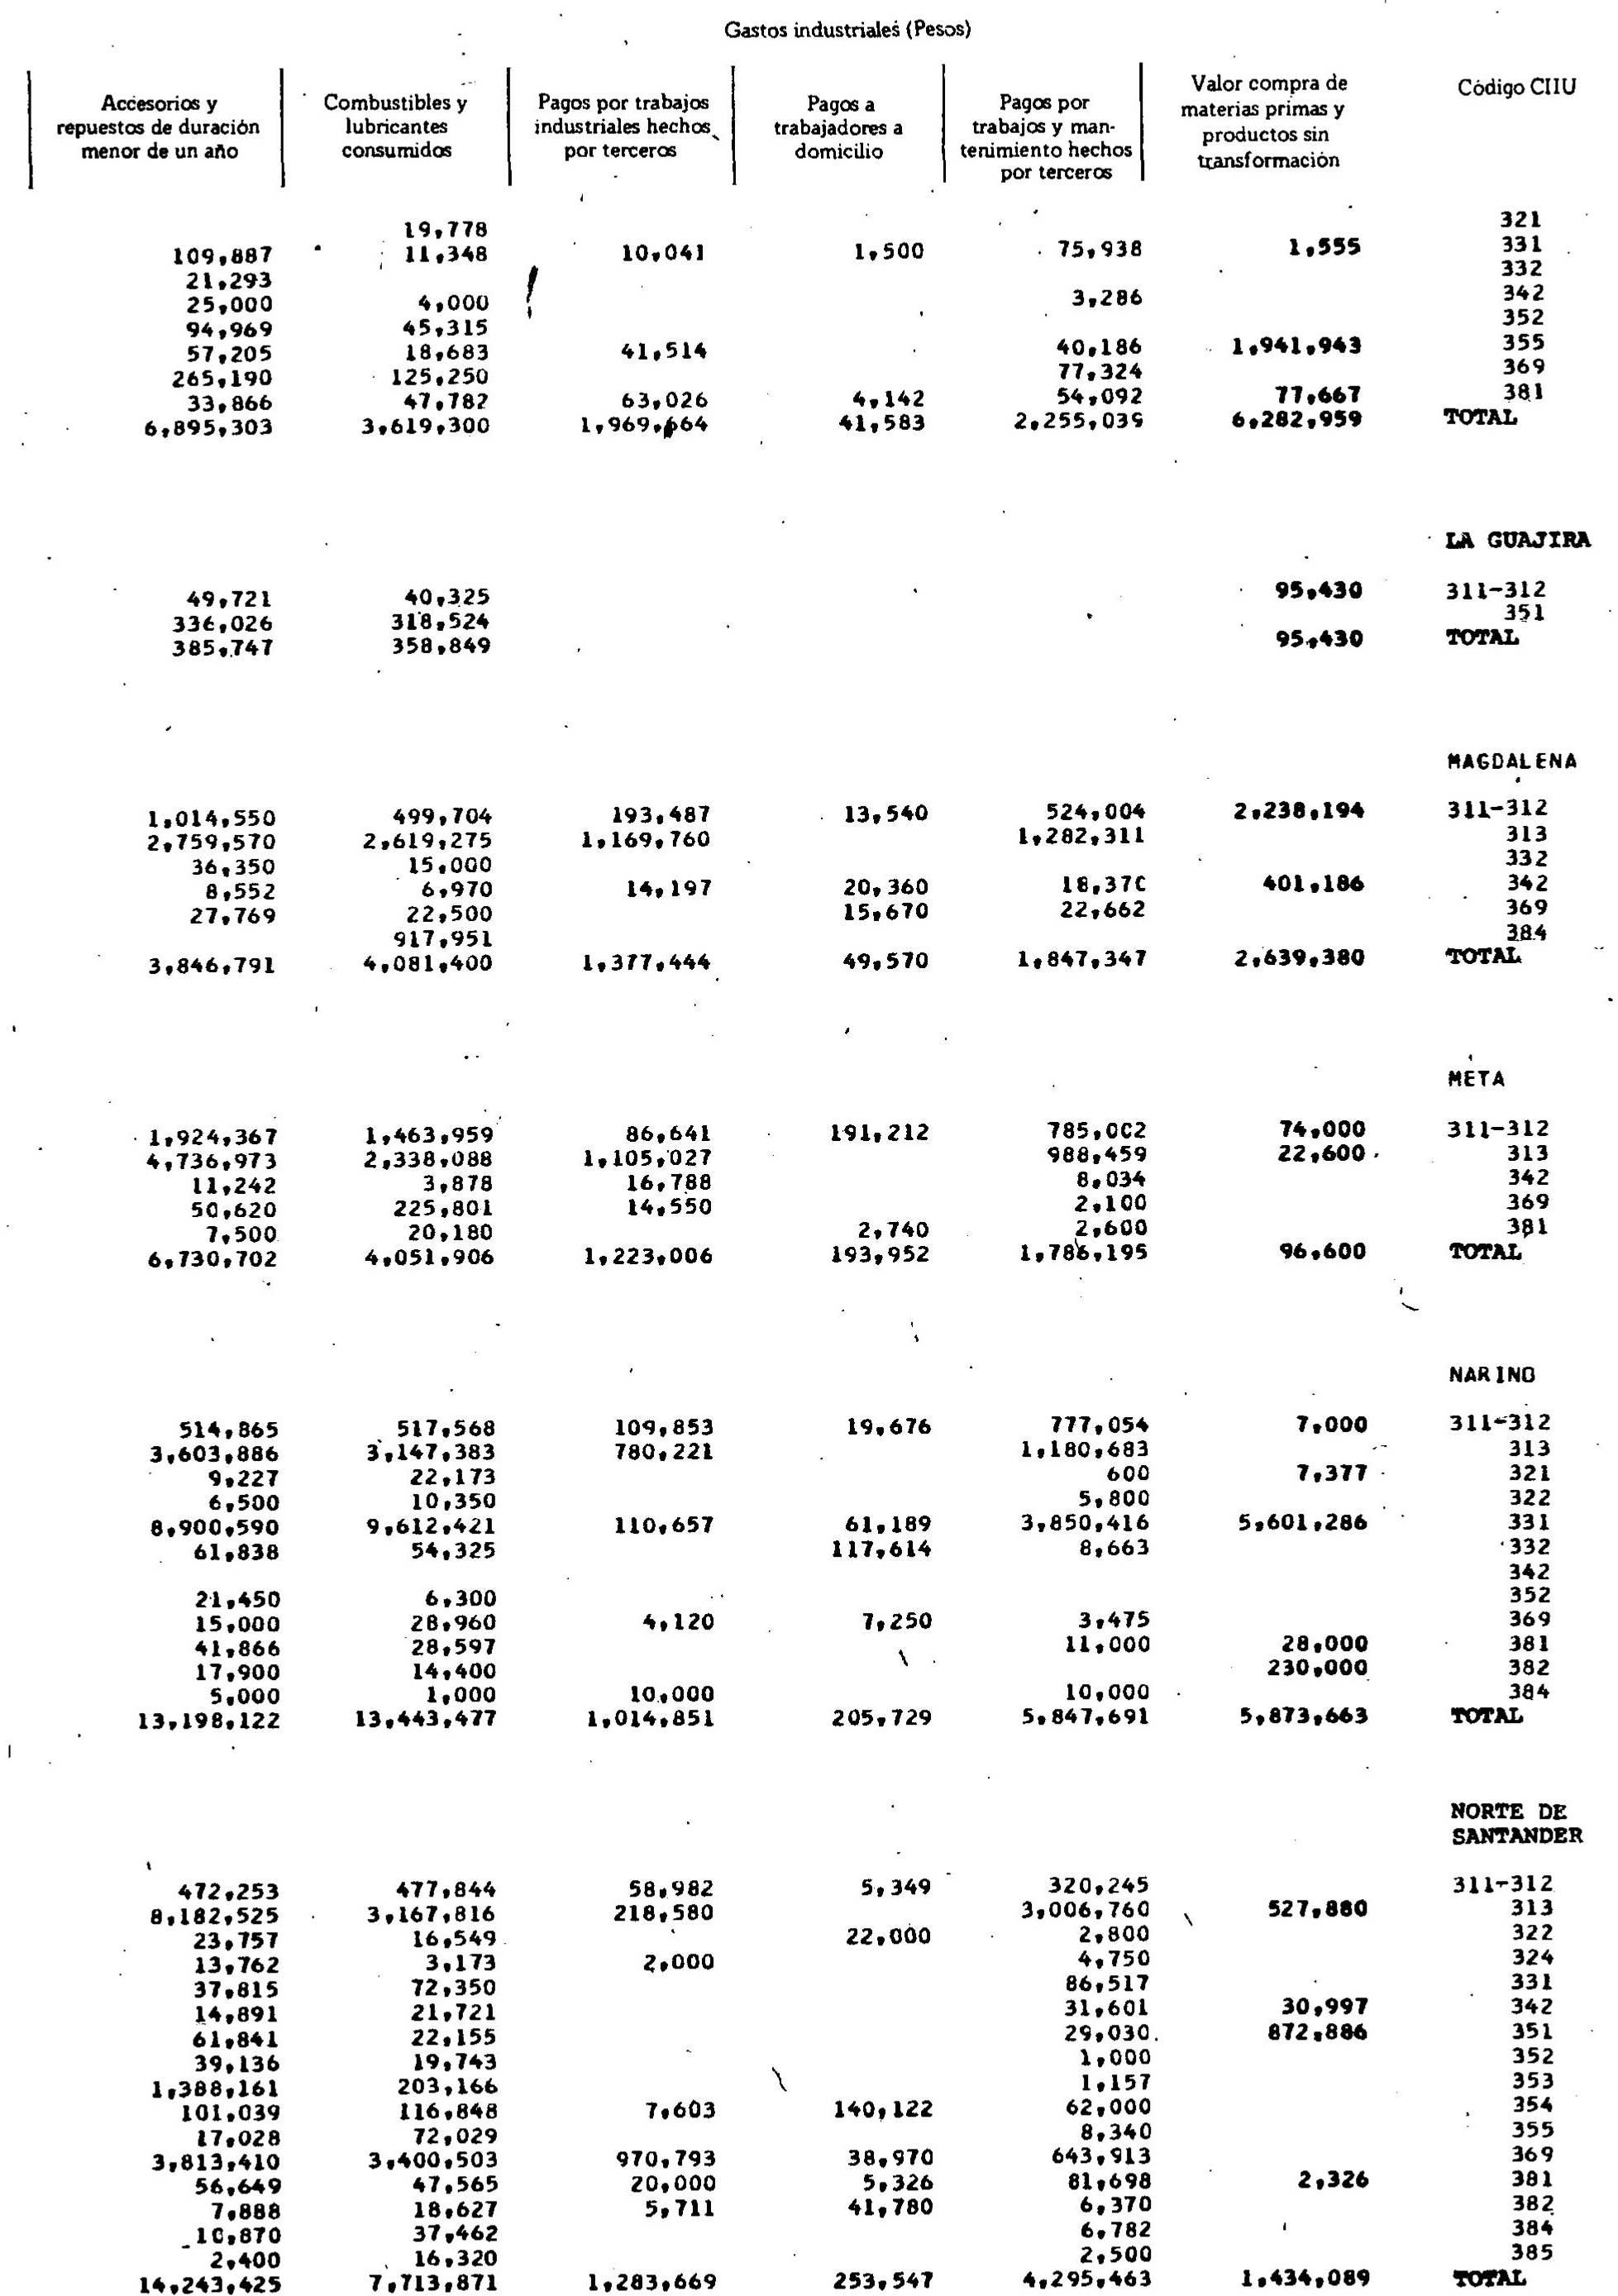 Gastos industriales (Pesos)
Accesorios y repuestos de duración menor de un año | Combustibles y lubricantes consumidos | Pagos por trabajos industriales hechos por terceros | Pagos a trabajadores a domicilio | Pagos por trabajos y man- tenimiento hechos por terceros | Valor compra de materias primas y productos sin transformación | Código CIIU
19,778 321
109,887 11,348 10,041 1,500 75,938 1,555 331
21,293 332
25,000 4,000 3,286 342
94,969 45,315 352
57,205 18,683 41,514 40,186 1,941,943 355
265,190 125,250 77,324 369
33,866 47,782 63,026 4,142 54,092 77,667 381
6,895,303 3,619,300 1,969,664 41,583 2,255,039 6,282,959 TOTAL
LA GUAJIRA
49,721 40,325 95,430 311-312
336,026 318,524 351
385,747 358,849 95,430 TOTAL
MAGDALENA
1,014,550 499,704 193,487 13,540 524,004 2,238,194 311-312
2,759,570 2,619,275 1,169,760 1,282,311 313
36,350 15,000 332
8,552 6,970 14,197 20,360 18,370 401,186 342
27,769 22,500 15,670 22,662 369
917,951 384
3,846,791 4,081,400 1,377,444 49,570 1,847,347 2,639,380 TOTAL
META
1,924,367 1,463,959 86,641 191,212 785,002 74,000 311-312
4,736,973 2,338,088 1,105,027 988,459 22,600 313
11,242 3,878 16,788 8,034 342
50,620 225,801 14,550 2,100 369
7,500 20,180 2,740 2,600 381
6,730,702 4,051,906 1,223,006 193,952 1,786,195 96,600 TOTAL
NARINO
514,865 517,568 109,853 19,676 777,054 7,000 311-312
3,603,886 3,147,383 780,221 1,180,683 313
9,227 22,173 600 7,377 321
6,500 10,350 5,800 322
8,900,590 9,612,421 110,657 61,189 3,850,416 5,601,286 331
61,838 54,325 117,614 8,663 332
342
21,450 6,300 352
15,000 28,960 4,120 7,250 3,475 369
41,866 28,597 11,000 28,000 381
17,900 14,400 230,000 382
5,000 1,000 10,000 10,000 384
13,198,122 13,443,477 1,014,851 205,729 5,847,691 5,873,663 TOTAL
NORTE DE
SANTANDER
472,253 477,844 58,982 5,349 320,245 311-312
8,182,525 3,167,816 218,580 3,006,760 527,880 313
23,757 16,549 22,000 2,800 322
13,762 3,173 2,000 4,750 324
37,815 72,350 86,517 331
14,891 21,721 31,601 30,997 342
61,841 22,155 29,030 872,886 351
39,136 19,743 1,000 352
1,388,161 203,166 1,157 353
101,039 116,848 7,603 140,122 62,000 354
17,028 72,029 8,340 355
3,813,410 3,400,503 970,793 38,970 643,913 369
56,649 47,565 20,000 5,326 81,698 2,326 381
7,888 18,627 5,711 41,780 6,370 382
10,870 37,462 6,782 384
2,400 16,320 2,500 385
14,243,425 7,713,871 1,283,669 253,547 4,295,463 1,434,089 TOTAL